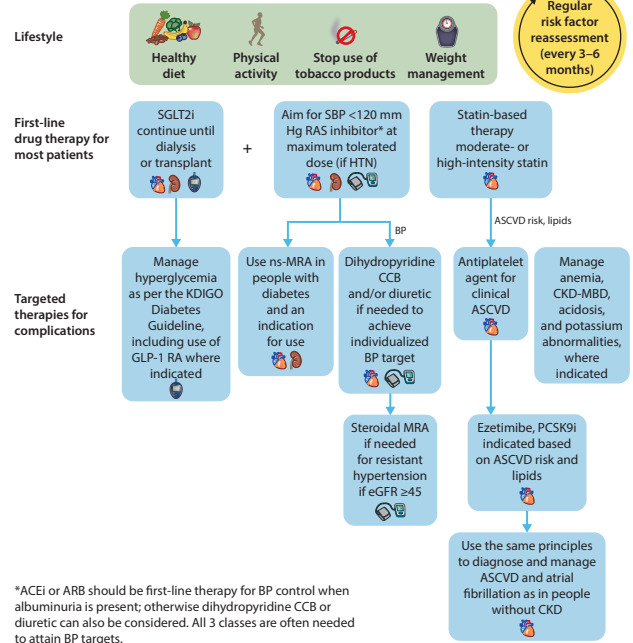 Lifestyle
Healthy
diet
Physical
activity
Stop use of
tobacco products
Weight
management
Regular
risk factor
reassessment
(every 3–6
months)
First-line
drug therapy for
most patients
SGLT2i
continue until
dialysis
or transplant
+
Aim for SBP <120 mm
Hg RAS inhibitor* at
maximum tolerated
dose (if HTN)
Statin-based
therapy
moderate- or
high-intensity statin
BP
ASCVD risk, lipids
Targeted
therapies for
complications
Manage
hyperglycemia
as per the KDIGO
Diabetes
Guideline,
including use of
GLP-1 RA where
indicated
Use ns-MRA in
people with
diabetes
and an
indication
for use
Dihydropyridine
CCB
and/or diuretic
if needed to
achieve
individualized
BP target
Antiplatelet
agent for
clinical
ASCVD
Manage
anemia,
CKD-MBD,
acidosis,
and potassium
abnormalities,
where
indicated
Steroidal MRA
if needed
for resistant
hypertension
if eGFR ≥45
Ezetimibe, PCSK9i
indicated based
on ASCVD risk and
lipids
Use the same principles
to diagnose and manage
ASCVD and atrial
fibrillation as in people
without CKD
*ACEi or ARB should be first-line therapy for BP control when
albuminuria is present; otherwise dihydropyridine CCB or
diuretic can also be considered. All 3 classes are often needed
to attain BP targets.